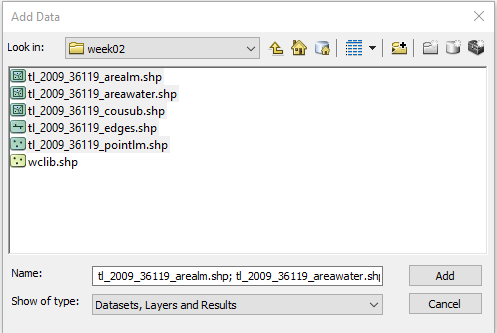 Add Data
Look in: week02
tl_2009_36119_arealm.shp
tl_2009_36119_areawater.shp
tl_2009_36119_cousub.shp
tl_2009_36119_edges.shp
tl_2009_36119_pointlm.shp
wclib.shp
Name: tl_2009_36119_arealm.shp; tl_2009_36119_areawater.shp Add
Show of type: Datasets, Layers and Results Cancel